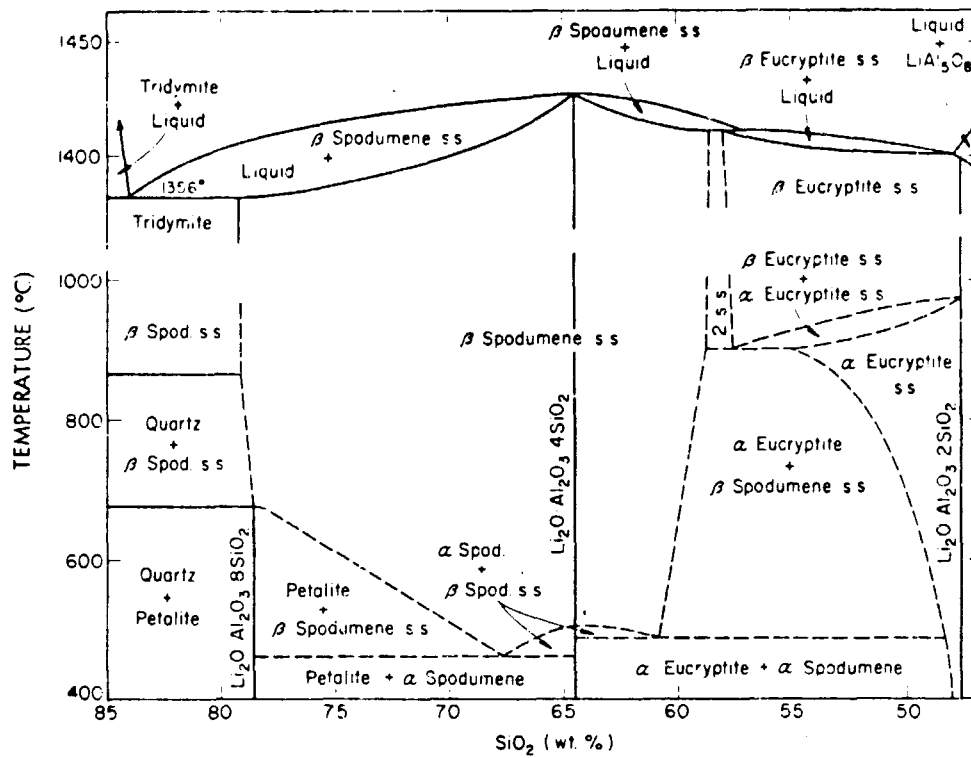 1450
β Spodumene ss
+
Liquid
Liquid
+
LiAl₅O₈
β Eucryptite ss
+
Liquid
Tridymite
+
Liquid
β Spodumene ss
+
Liquid
1400
1356°
Tridymite
β Eucryptite ss
TEMPERATURE (°C)
1000
β Eucryptite ss
+
α Eucryptite ss
2 ss
β Spod. ss
β Spodumene ss
α Eucryptite
ss
800
Quartz
+
β Spod. ss
Li₂O Al₂O₃ 4SiO₂
Li₂O Al₂O₃ 2SiO₂
α Eucryptite
+
β Spodumene ss
600
Quartz
+
Petalite
Li₂O Al₂O₃ 8SiO₂
Petalite
+
β Spodumene ss
α Spod.
+
β Spod. ss
Petalite + α Spodumene
α Eucryptite + α Spodumene
400
85
80
75
70
65
60
55
50
SiO₂ (wt. %)